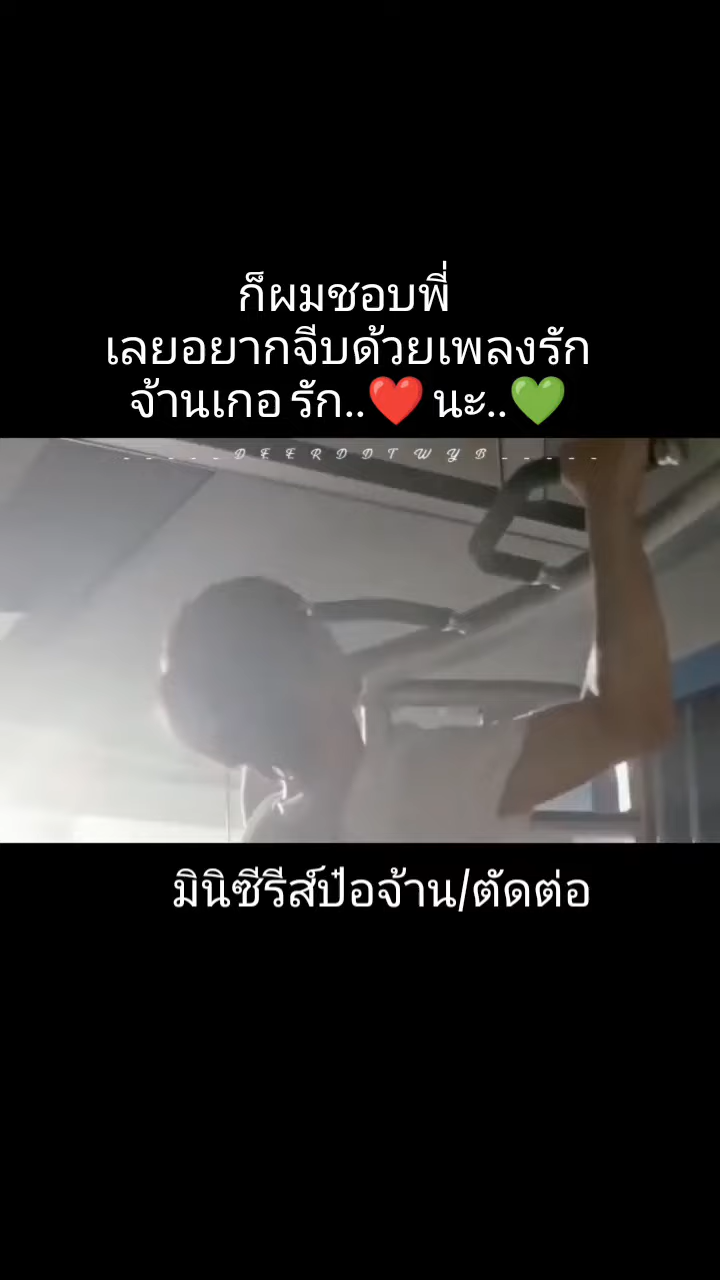 ก็ผมชอบพี่
เลยอยากจีบด้วยเพลงรัก
จ้านเกอ รัก..❤️ นะ..💚
- - - - - D E E R D D T W Y B - - - - -
มินิซีรีส์ป๋อจ้าน/ตัดต่อ